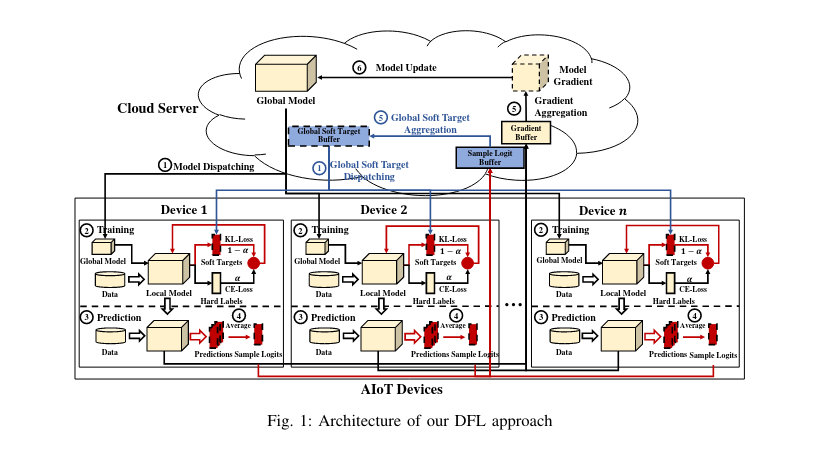 6 Model Update
Model
Gradient
Global Model
Cloud Server
5 Global Soft Target
Aggregation
5 Gradient
Aggregation
Global Soft Target
Buffer
Gradient
Buffer
Sample Logit
Buffer
1 Model Dispatching
1 Global Soft Target
Dispatching
Device 1
2 Training
Global Model
KL-Loss
1 − α
Soft Targets
α
CE-Loss
Data
Local Model
Hard Labels
3 Prediction
4
Average
Data
Predictions Sample Logits
Device 2
2 Training
Global Model
KL-Loss
1 − α
Soft Targets
α
CE-Loss
Data
Local Model
Hard Labels
3 Prediction
4
Average
Data
Predictions Sample Logits
...
Device n
2 Training
Global Model
KL-Loss
1 − α
Soft Targets
α
CE-Loss
Data
Local Model
Hard Labels
3 Prediction
4
Average
Data
Predictions Sample Logits
AIoT Devices
Fig. 1: Architecture of our DFL approach